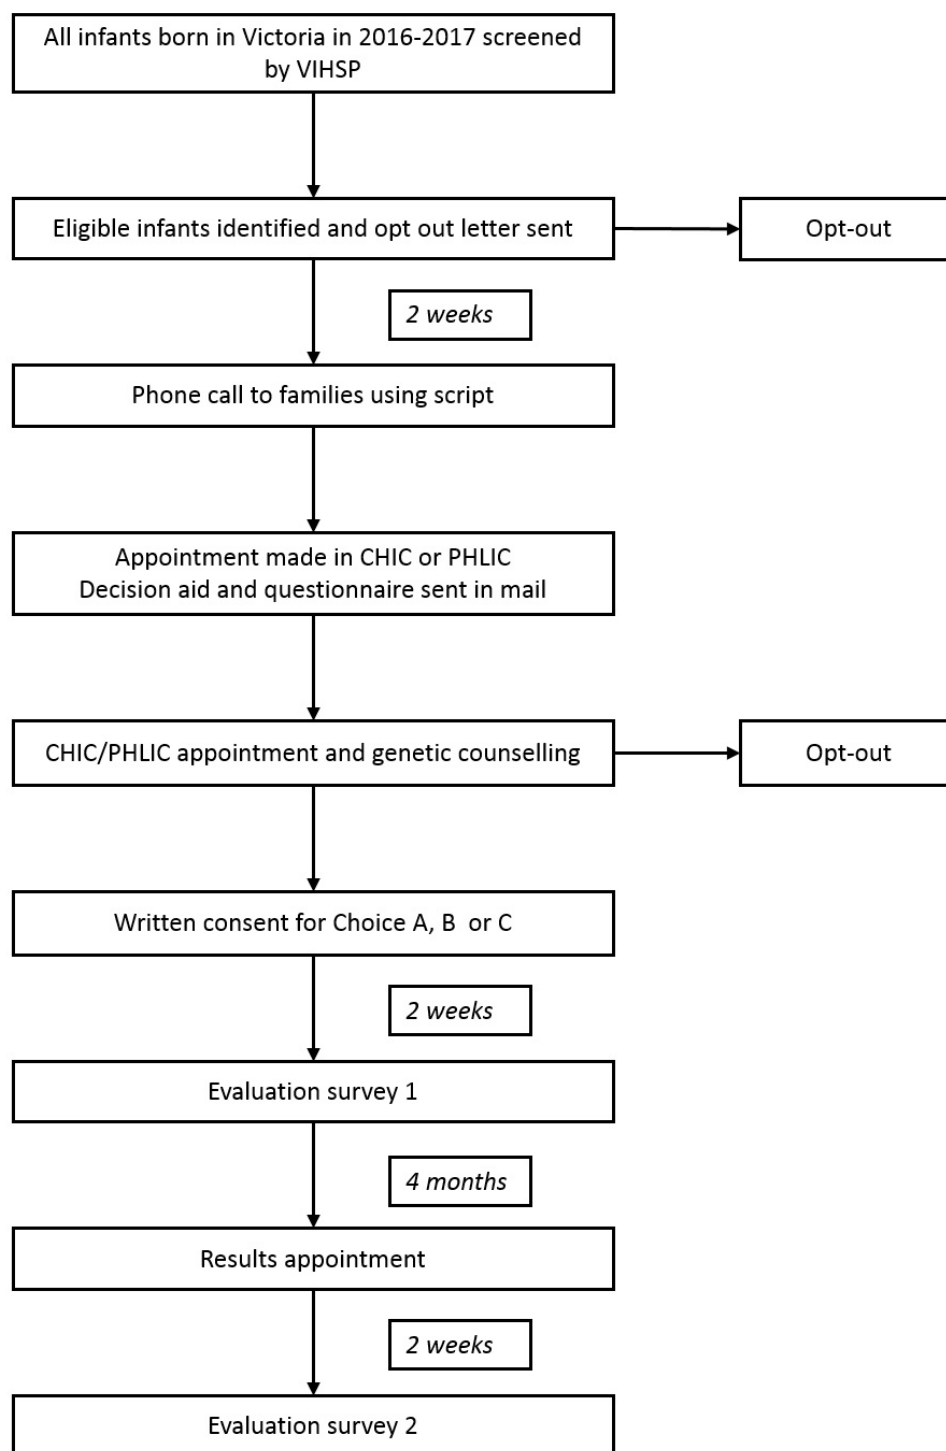 All infants born in Victoria in 2016-2017 screened
by VIHSP
Eligible infants identified and opt out letter sent
Opt-out
2 weeks
Phone call to families using script
Appointment made in CHIC or PHLIC
Decision aid and questionnaire sent in mail
CHIC/PHLIC appointment and genetic counselling
Opt-out
Written consent for Choice A, B or C
2 weeks
Evaluation survey 1
4 months
Results appointment
2 weeks
Evaluation survey 2